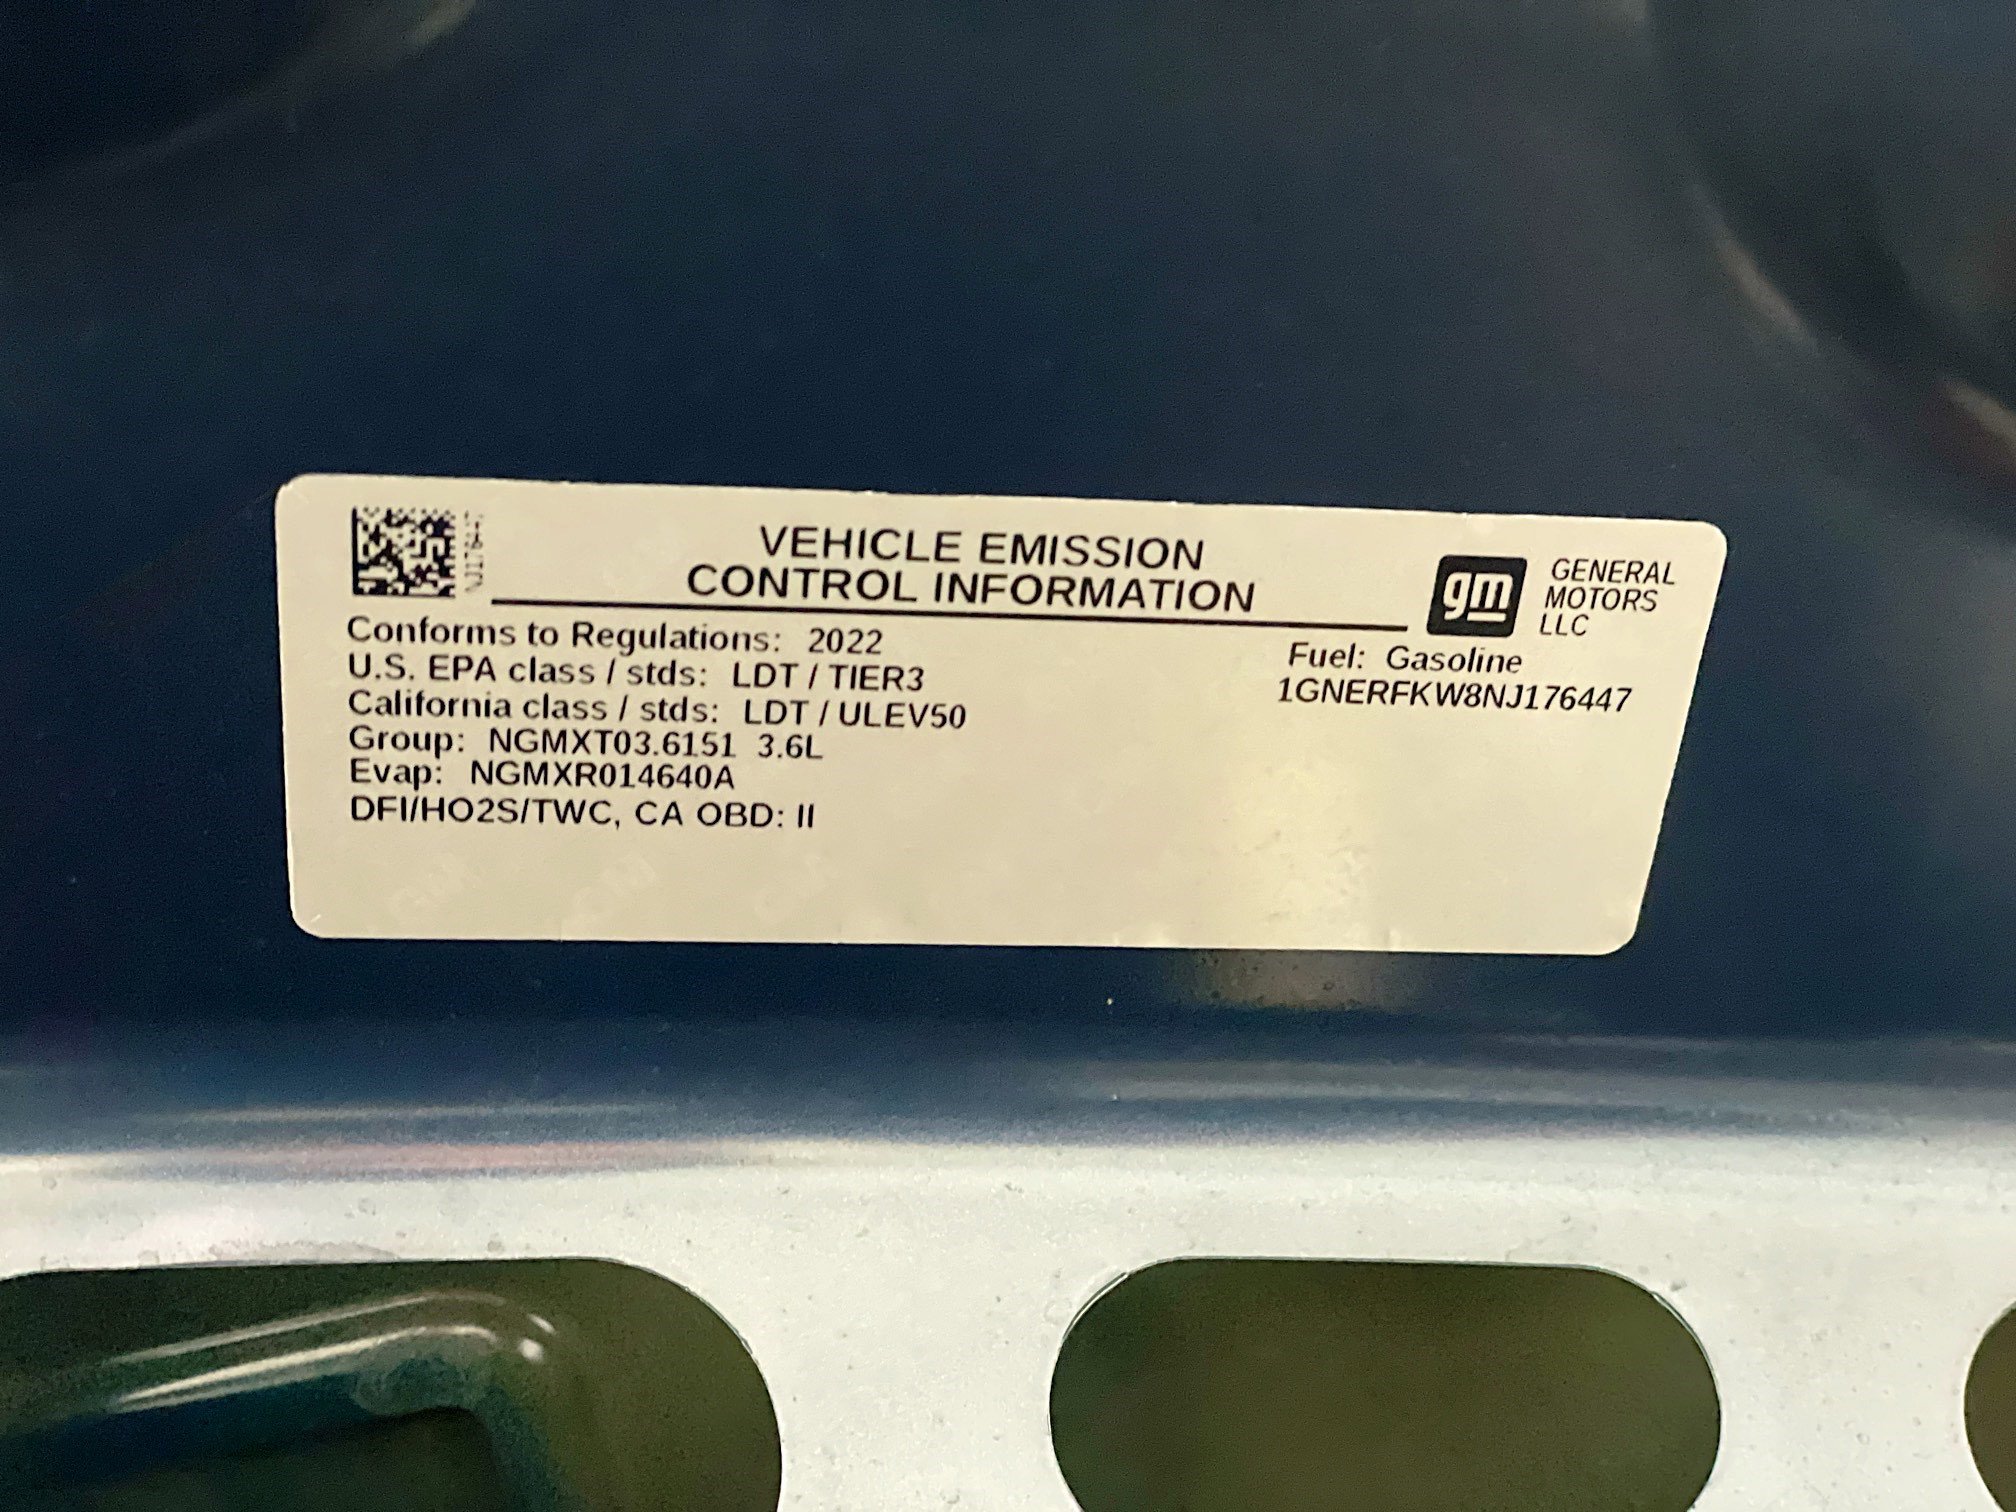 VEHICLE EMISSION
CONTROL INFORMATION
gm
GENERAL
MOTORS
LLC
Conforms to Regulations: 2022
U.S. EPA class / stds: LDT / TIER3
California class / stds: LDT / ULEV50
Group: NGMXT03.6151 3.6L
Evap: NGMXR014640A
DFI/HO2S/TWC, CA OBD: II
Fuel: Gasoline
1GNERFKW8NJ176447